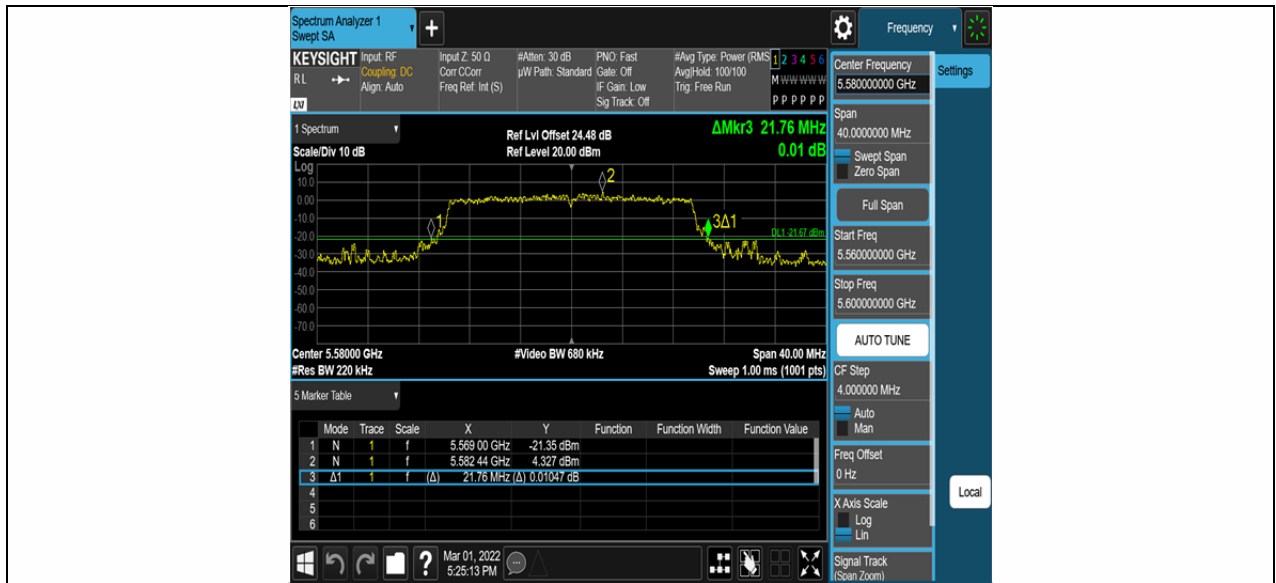 Spectrum Analyzer 1
Swept SA
+
Frequency
KEYSIGHT
RL
LXI
Input: RF
Coupling: DC
Align: Auto
Input Z: 50 Ω
Corr CCorr
Freq Ref: Int (S)
#Atten: 30 dB
µW Path: Standard
PNO: Fast
Gate: Off
IF Gain: Low
Sig Track: Off
#Avg Type: Power (RMS
Avg|Hold: 100/100
Trig: Free Run
1 2 3 4 5 6
M W W W W W
P P P P P P
1 Spectrum
Scale/Div 10 dB
Ref Lvl Offset 24.48 dB
Ref Level 20.00 dBm
ΔMkr3 21.76 MHz
0.01 dB
Log
10.0
0.00
-10.0
-20.0
-30.0
-40.0
-50.0
-60.0
-70.0
1
2
3Δ1
DL1 -21.67 dBm
Center 5.58000 GHz
#Res BW 220 kHz
#Video BW 680 kHz
Span 40.00 MHz
Sweep 1.00 ms (1001 pts)
5 Marker Table
Mode Trace Scale X Y Function Function Width Function Value
1 N 1 f 5.569 00 GHz -21.35 dBm
2 N 1 f 5.582 44 GHz 4.327 dBm
3 Δ1 1 f (Δ) 21.76 MHz (Δ) 0.01047 dB
4
5
6
Mar 01, 2022
5:25:13 PM
?
Center Frequency
5.580000000 GHz
Span
40.0000000 MHz
Swept Span
Zero Span
Full Span
Start Freq
5.560000000 GHz
Stop Freq
5.600000000 GHz
AUTO TUNE
CF Step
4.000000 MHz
Auto
Man
Freq Offset
0 Hz
X Axis Scale
Log
Lin
Signal Track
(Span Zoom)
Settings
Local